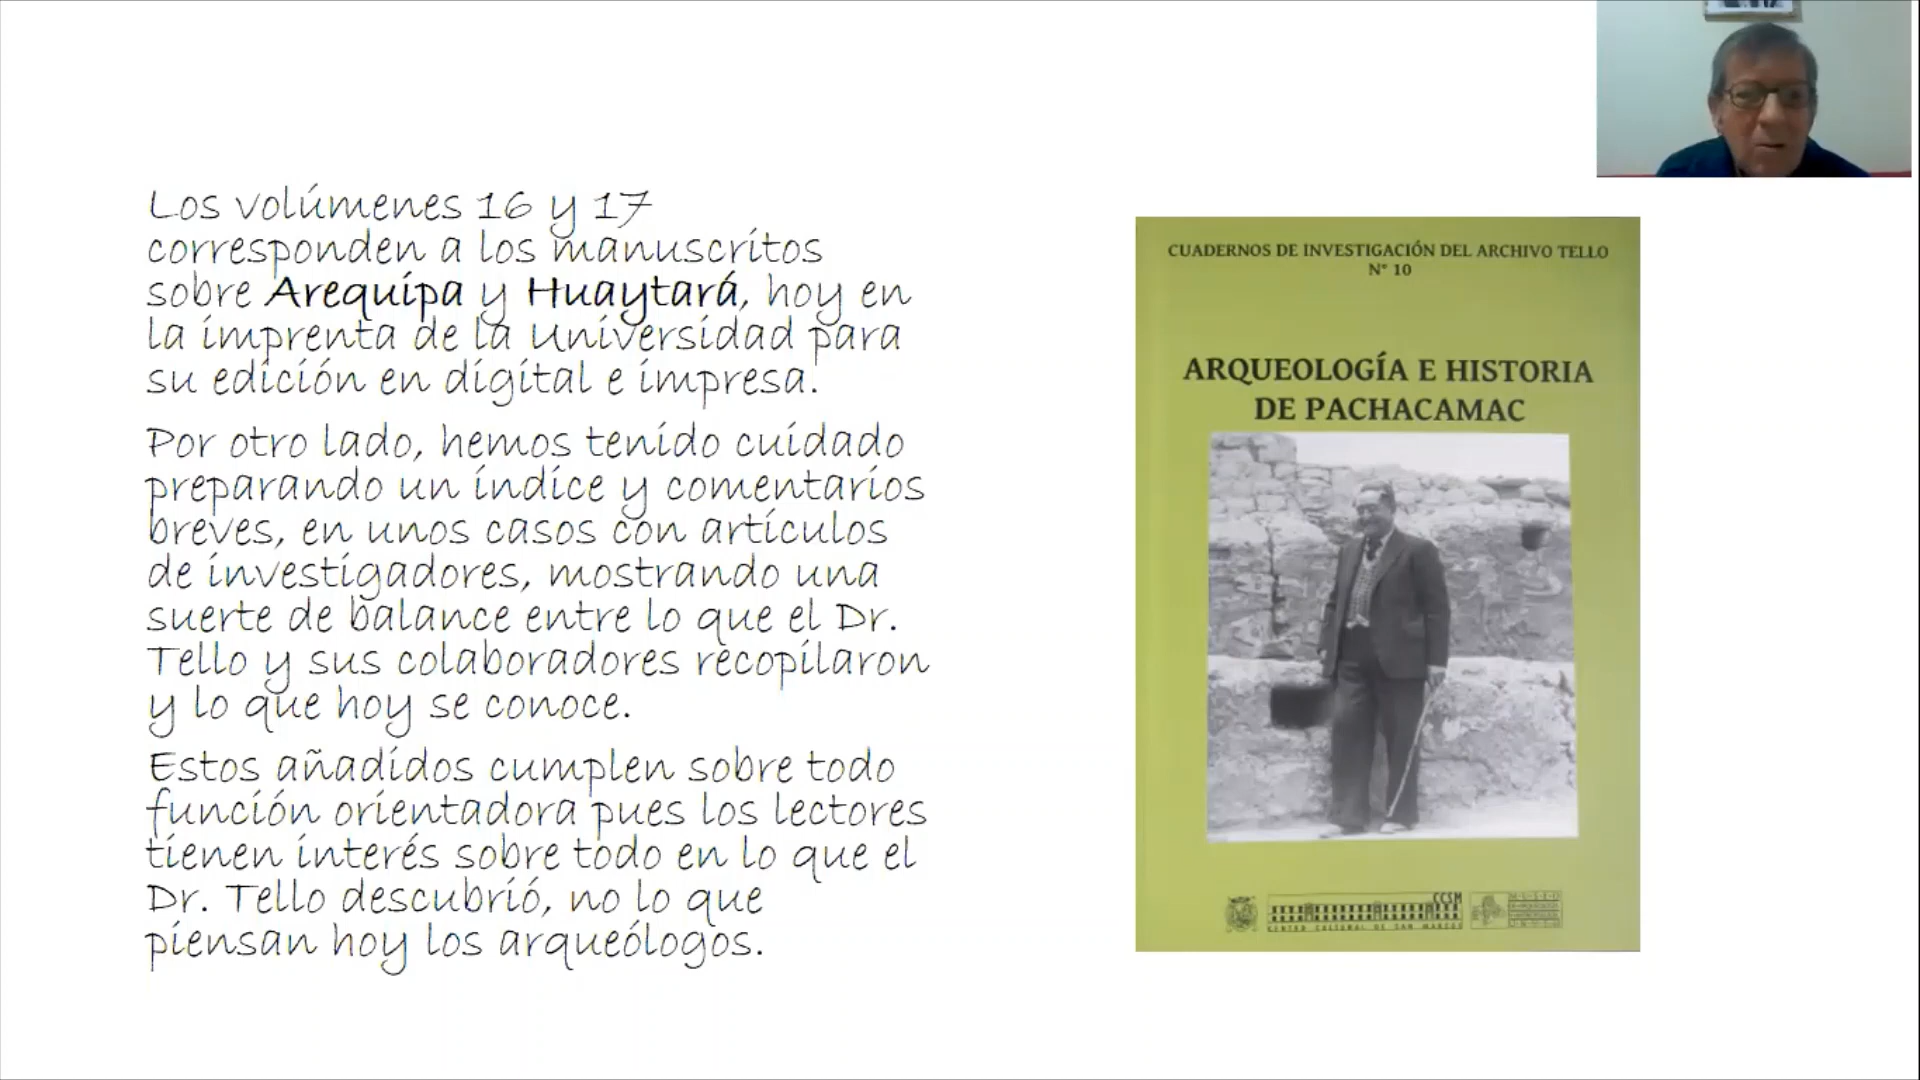 Los volúmenes 16 y 17
corresponden a los manuscritos
sobre Arequipa y Huaytará, hoy en
la imprenta de la Universidad para
su edición en digital e impresa.
Por otro lado, hemos tenido cuidado
preparando un índice y comentarios
breves, en unos casos con artículos
de investigadores, mostrando una
suerte de balance entre lo que el Dr.
Tello y sus colaboradores recopilaron
y lo que hoy se conoce.
Estos añadidos cumplen sobre todo
función orientadora pues los lectores
tienen interés sobre todo en lo que el
Dr. Tello descubrió, no lo que
piensan hoy los arqueólogos.
CUADERNOS DE INVESTIGACIÓN DEL ARCHIVO TELLO
N° 10
ARQUEOLOGÍA E HISTORIA
DE PACHACAMAC
CCSM
CENTRO CULTURAL DE SAN MARCOS